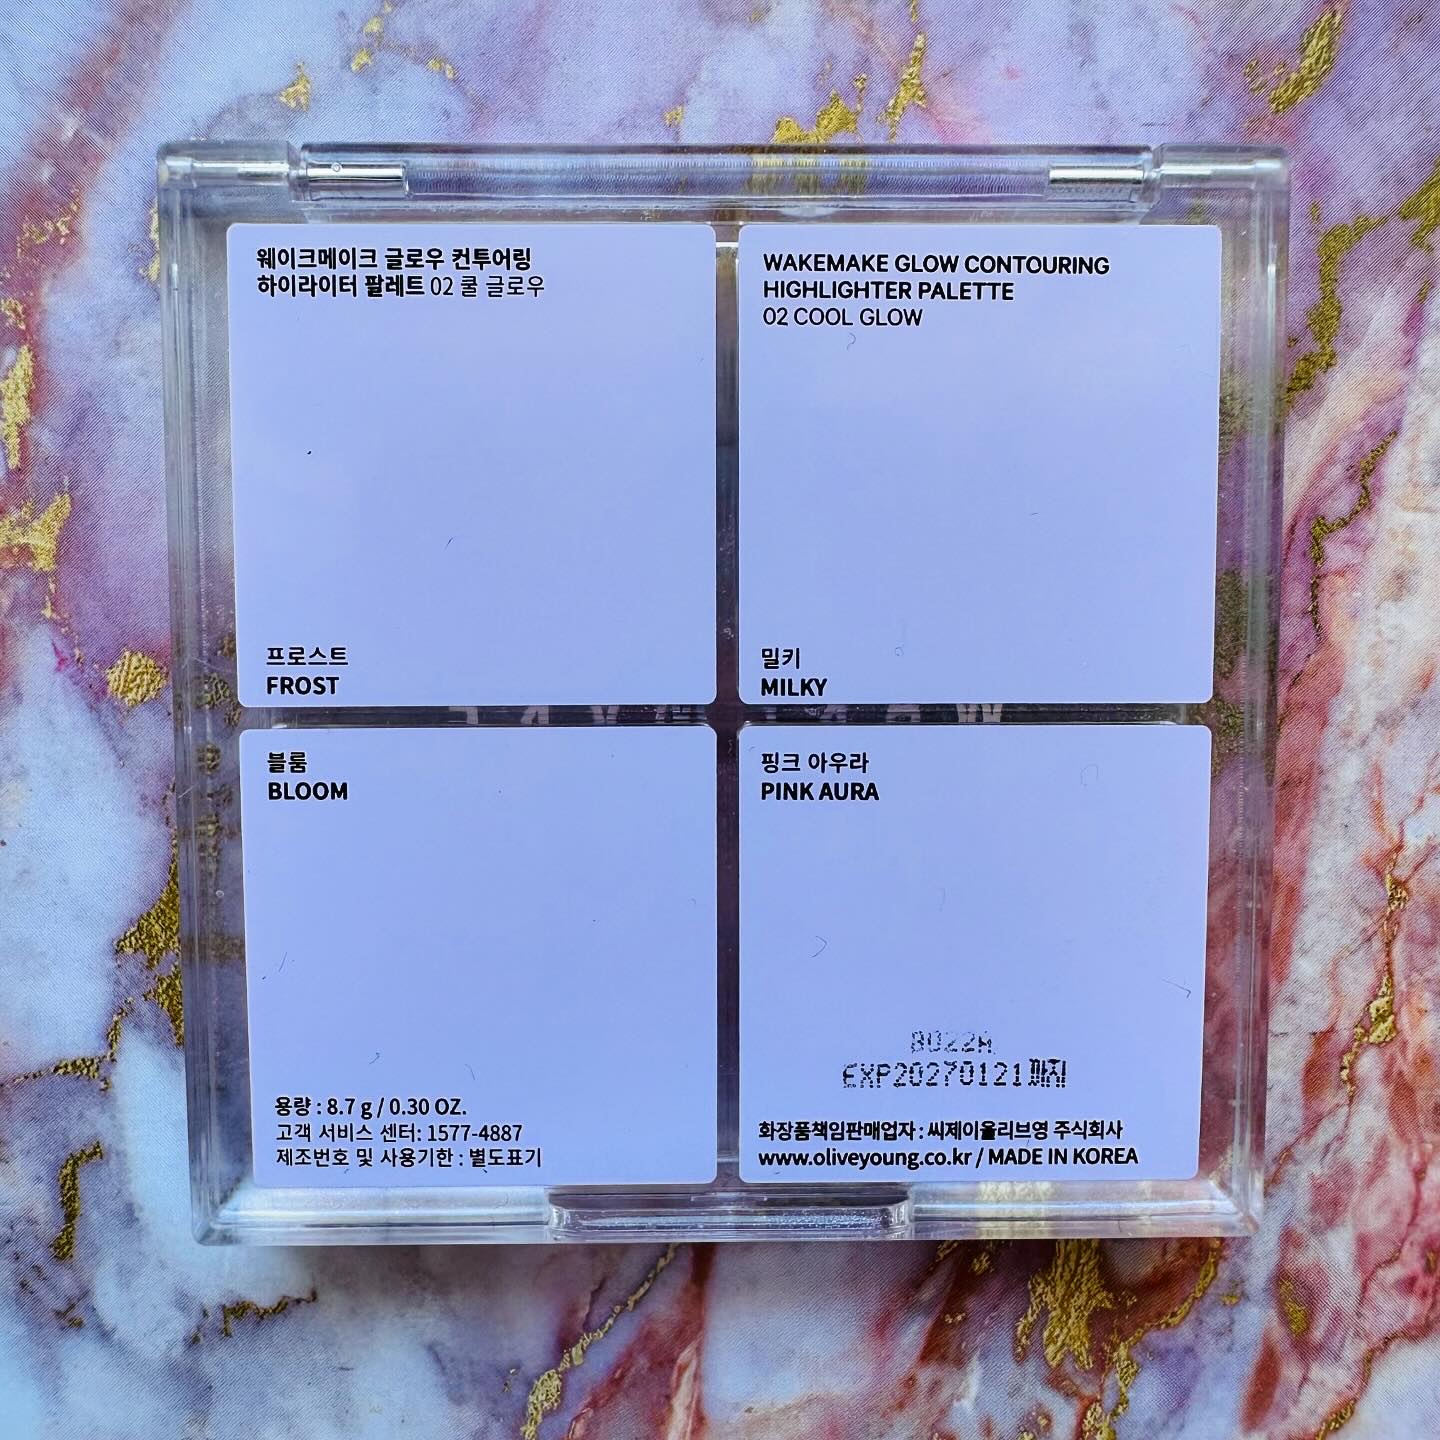 웨이크메이크 글로우 컨투어링
하이라이터 팔레트 02 쿨 글로우
프로스트
FROST
WAKEMAKE GLOW CONTOURING
HIGHLIGHTER PALETTE
02 COOL GLOW
밀키
MILKY
블룸
BLOOM
용량 : 8.7 g / 0.30 OZ.
고객 서비스 센터: 1577-4887
제조번호 및 사용기한 : 별도표기
핑크 아우라
PINK AURA
EXP20270121까지
화장품책임판매업자 : 씨제이올리브영 주식회사
www.oliveyoung.co.kr / MADE IN KOREA